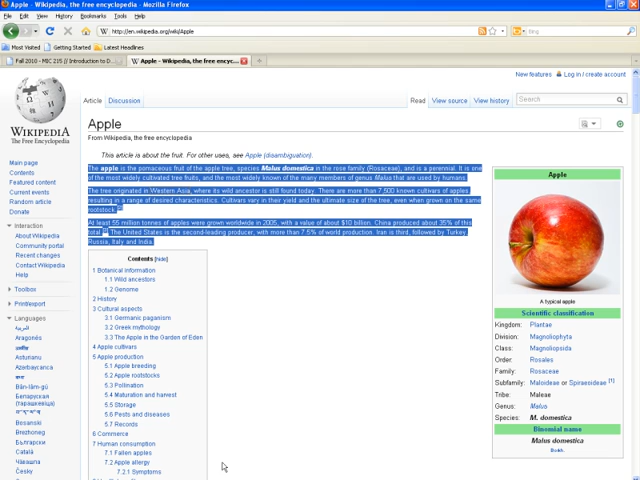 Apple - Wikipedia, the free encyclopedia - Mozilla Firefox
File Edit View History Bookmarks Tools Help
http://en.wikipedia.org/wiki/Apple
Bing
Most Visited Getting Started Latest Headlines
Fall 2010 - MIC 215 // Introduction to D...
Apple - Wikipedia, the free encyc...
New features Log in / create account
WIKIPEDIA
The Free Encyclopedia
Article Discussion Read View source View history Search
Apple
From Wikipedia, the free encyclopedia
This article is about the fruit. For other uses, see Apple (disambiguation).
The apple is the pomaceous fruit of the apple tree, species Malus domestica in the rose family (Rosaceae), and is a perennial. It is one
of the most widely cultivated tree fruits, and the most widely known of the many members of genus Malus that are used by humans.
The tree originated in Western Asia, where its wild ancestor is still found today. There are more than 7,500 known cultivars of apples,
resulting in a range of desired characteristics. Cultivars vary in their yield and the ultimate size of the tree, even when grown on the same
rootstock.
At least 55 million tonnes of apples were grown worldwide in 2005, with a value of about $10 billion. China produced about 35% of this
total. The United States is the second-leading producer, with more than 7.5% of world production. Iran is third, followed by Turkey,
Russia, Italy and India.
Main page
Contents
Featured content
Current events
Random article
Donate
Interaction
About Wikipedia
Community portal
Recent changes
Contact Wikipedia
Help
Toolbox
Print/export
Languages
العربية
Aragonés
Asturianu
Azərbaycanca
Bân-lâm-gú
Беларуская
(тарашкевіца)
Bosanski
Brezhoneg
Български
Català
Чӑвашла
Česky
Contents [hide]
1 Botanical information
1.1 Wild ancestors
1.2 Genome
2 History
3 Cultural aspects
3.1 Germanic paganism
3.2 Greek mythology
3.3 The Apple in the Garden of Eden
4 Apple cultivars
5 Apple production
5.1 Apple breeding
5.2 Apple rootstocks
5.3 Pollination
5.4 Maturation and harvest
5.5 Storage
5.6 Pests and diseases
5.7 Records
6 Commerce
7 Human consumption
7.1 Fallen apples
7.2 Apple allergy
7.2.1 Symptoms
Apple
A typical apple
Scientific classification
Kingdom: Plantae
Division: Magnoliophyta
Class: Magnoliopsida
Order: Rosales
Family: Rosaceae
Subfamily: Maloideae or Spiraeoideae [1]
Tribe: Maleae
Genus: Malus
Species: M. domestica
Binomial name
Malus domestica
Borkh.